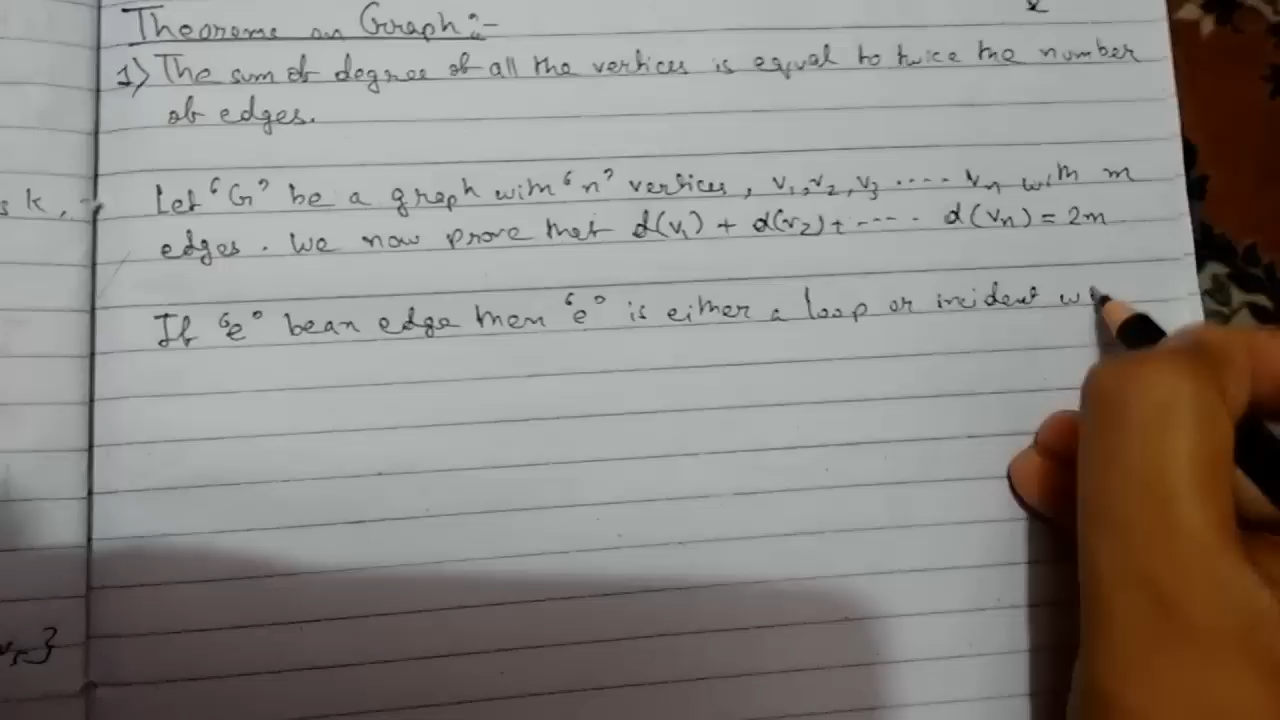 Theorems on Graph :-
1) The sum of degree of all the vertices is equal to twice the number
of edges.
s k,
Let 'G' be a graph with 'n' vertices, v1, v2, v3 .... vn with m
edges. We now prove that d(v1) + d(v2) + .... d(vn) = 2m
If 'e' be an edge then 'e' is either a loop or incident wi